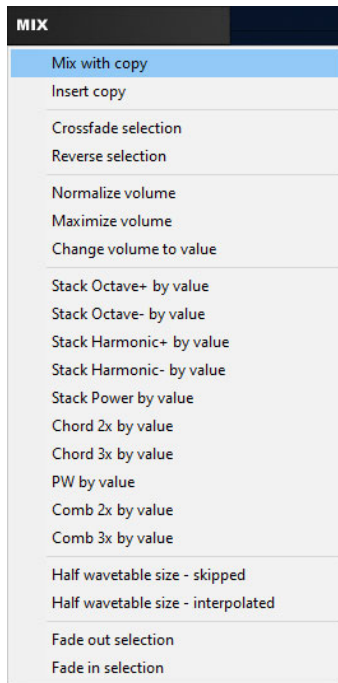 MIX
Mix with copy
Insert copy
Crossfade selection
Reverse selection
Normalize volume
Maximize volume
Change volume to value
Stack Octave+ by value
Stack Octave- by value
Stack Harmonic+ by value
Stack Harmonic- by value
Stack Power by value
Chord 2x by value
Chord 3x by value
PW by value
Comb 2x by value
Comb 3x by value
Half wavetable size - skipped
Half wavetable size - interpolated
Fade out selection
Fade in selection